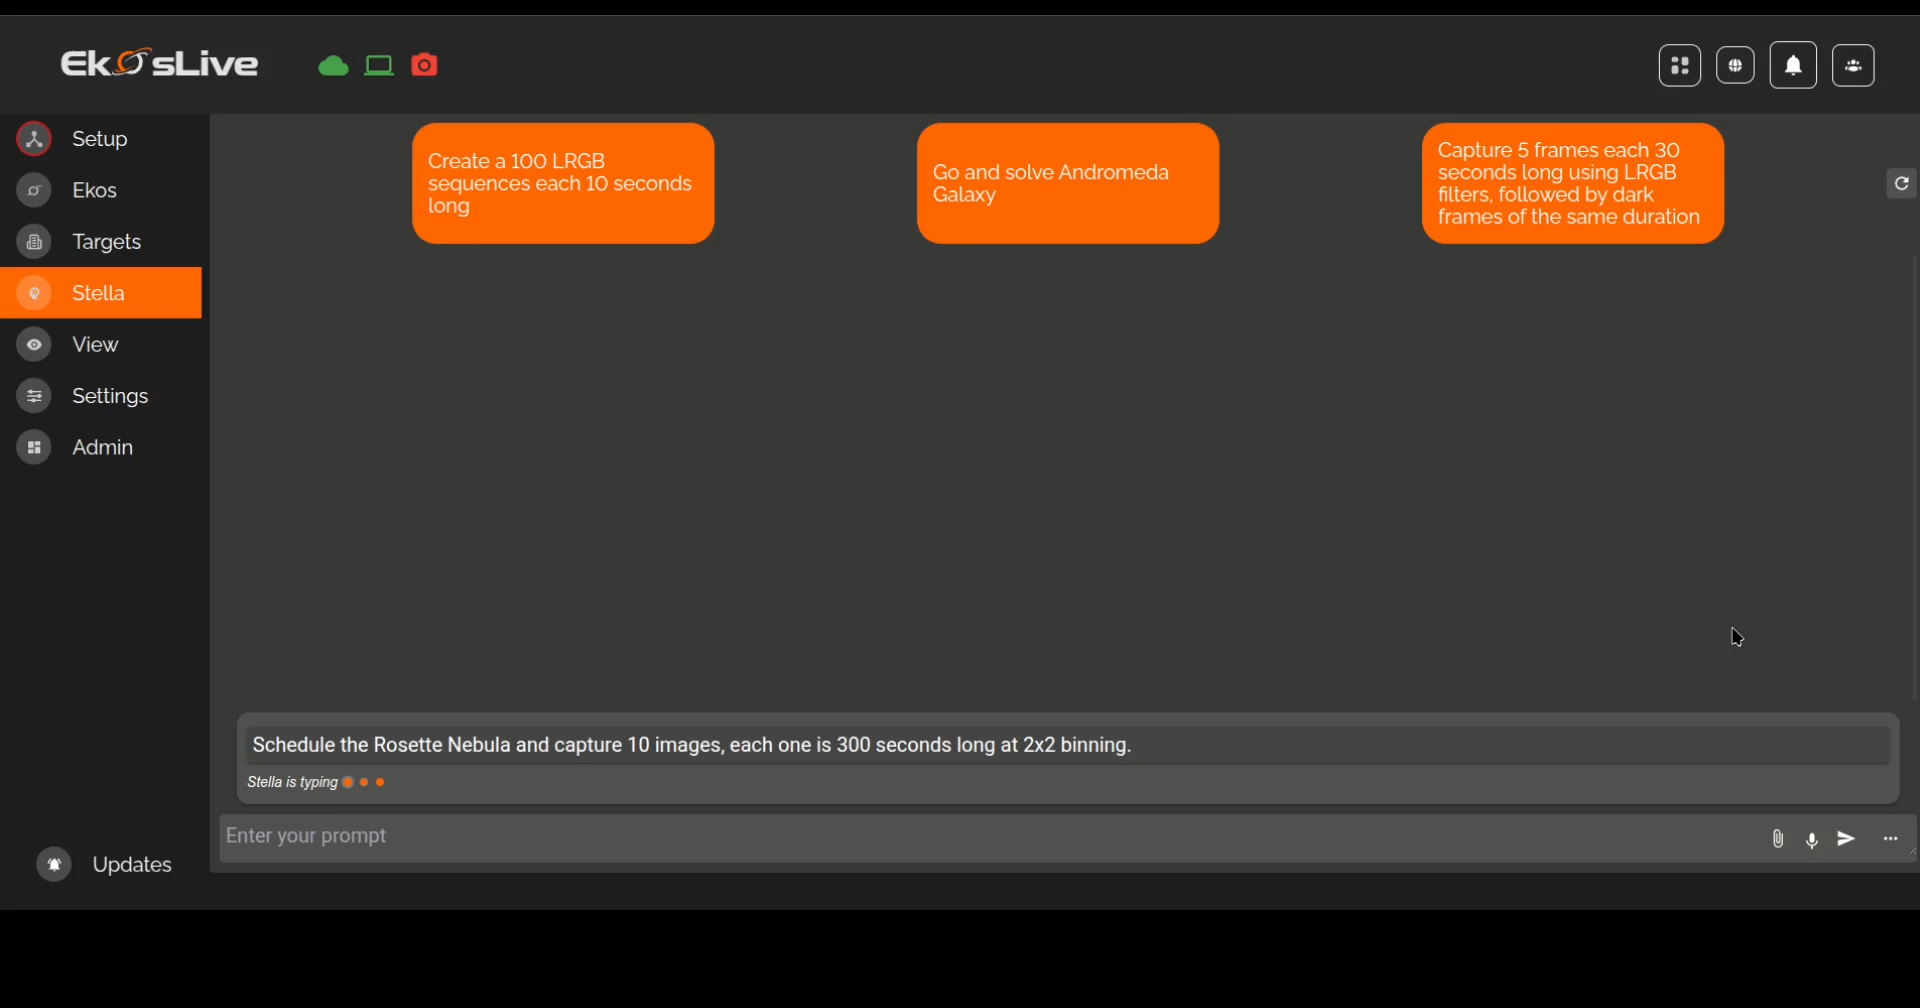 EkosLive
Setup
Ekos
Targets
Stella
View
Settings
Admin
Updates
Create a 100 LRGB
sequences each 10 seconds
long
Go and solve Andromeda
Galaxy
Capture 5 frames each 30
seconds long using LRGB
filters, followed by dark
frames of the same duration
Schedule the Rosette Nebula and capture 10 images, each one is 300 seconds long at 2x2 binning.
Stella is typing
Enter your prompt